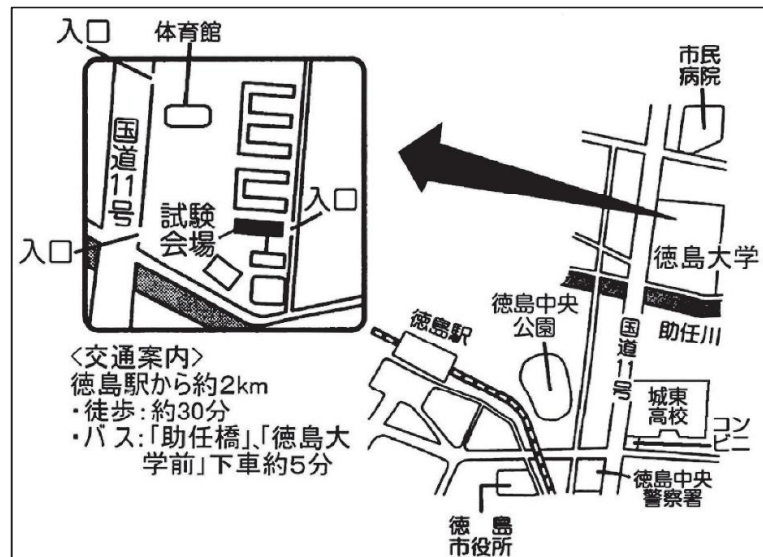 入口
体育館
国道11号
試験
会場
入口
入口
〈交通案内〉
徳島駅から約2km
・徒歩：約30分
・バス：「助任橋」、「徳島大
学前」下車約5分
市民
病院
徳島大学
助任川
国道11号
徳島中央
公園
徳島駅
城東
高校
コン
ビニ
徳島中央
警察署
徳島
市役所